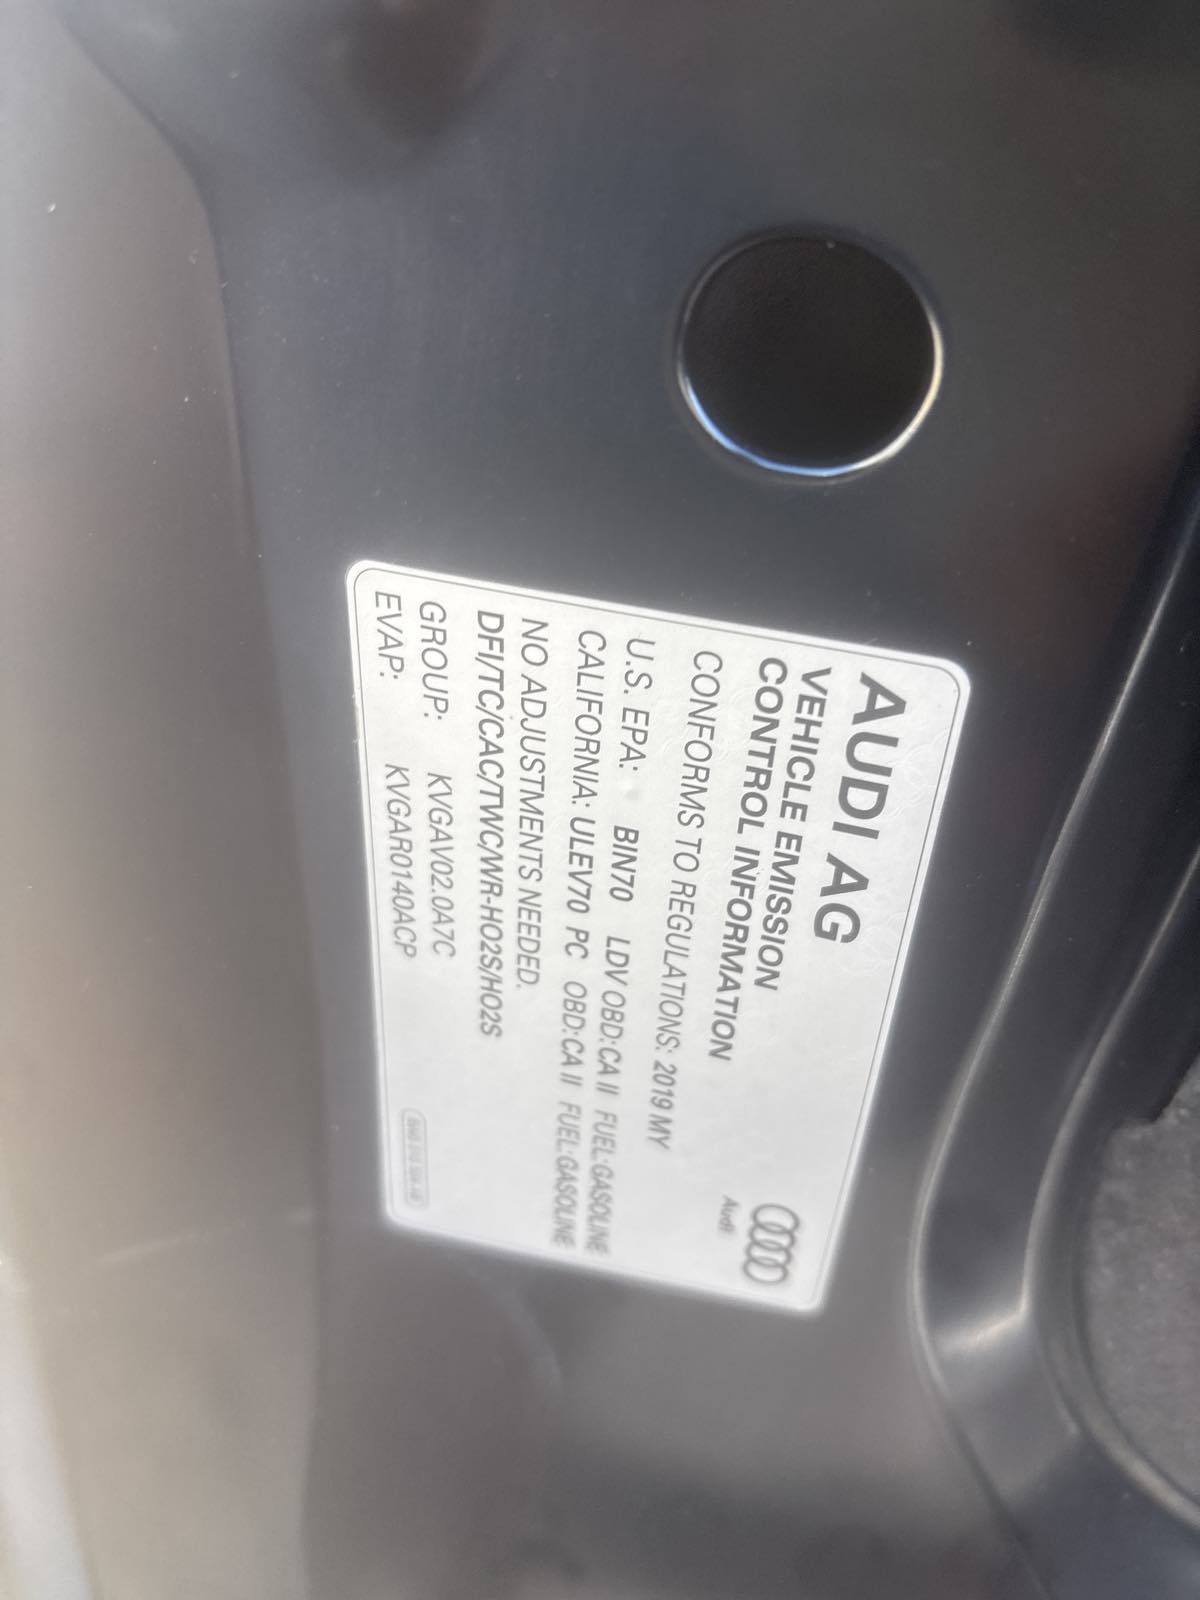 AUDI AG
VEHICLE EMISSION
CONTROL INFORMATION
Audi
CONFORMS TO REGULATIONS: 2019 MY
U.S. EPA: BIN70 LDV OBD:CA II FUEL:GASOLINE
CALIFORNIA: ULEV70 PC OBD:CA II FUEL:GASOLINE
NO ADJUSTMENTS NEEDED.
DFI/TC/CAC/TWC/WR-HO2S/HO2S
GROUP: KVGAV02.0A7C
EVAP: KVGAR0140ACP